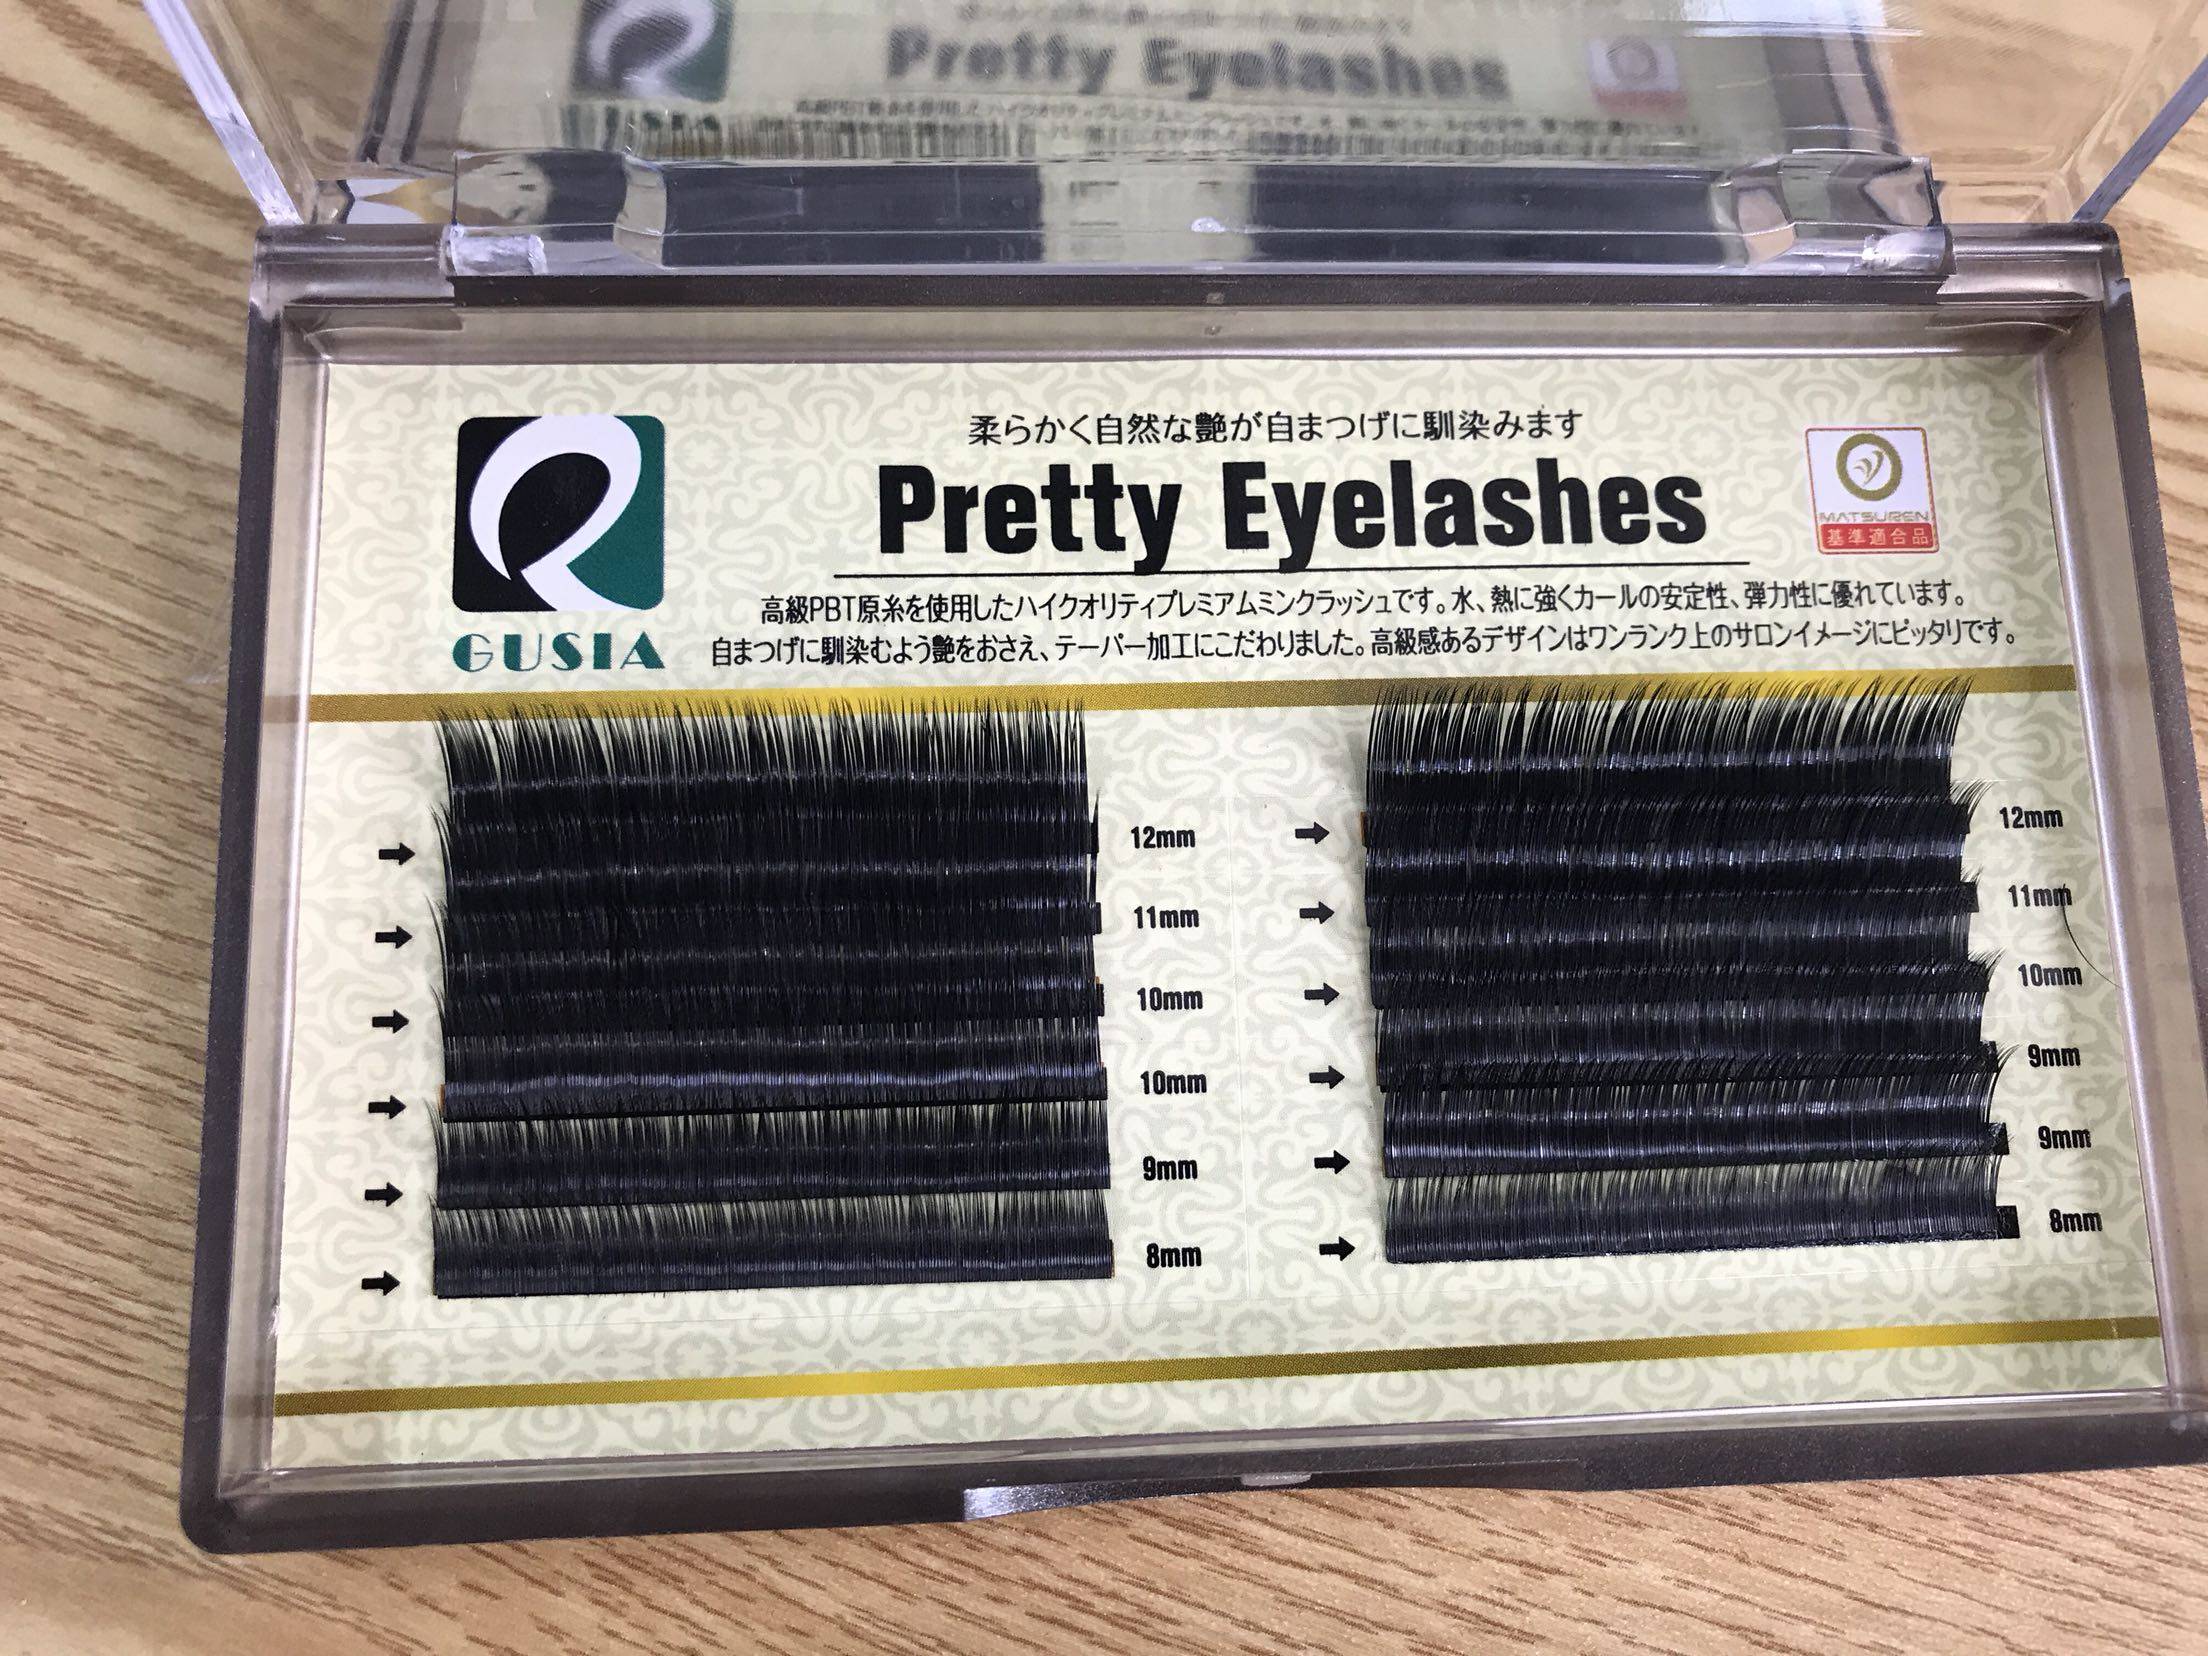 Pretty Eyelashes
柔らかく自然な艶が自まつげに馴染みます
Pretty Eyelashes
MATSUREN
基準適合品
GUSIA
高級PBT原糸を使用したハイクオリティプレミアムミンクラッシュです。水、熱に強くカールの安定性、弾力性に優れています。
自まつげに馴染むよう艶をおさえ、テーパー加工にこだわりました。高級感あるデザインはワンランク上のサロンイメージにピッタリです。
12mm
11mm
10mm
10mm
9mm
8mm
12mm
11mm
10mm
9mm
9mm
8mm